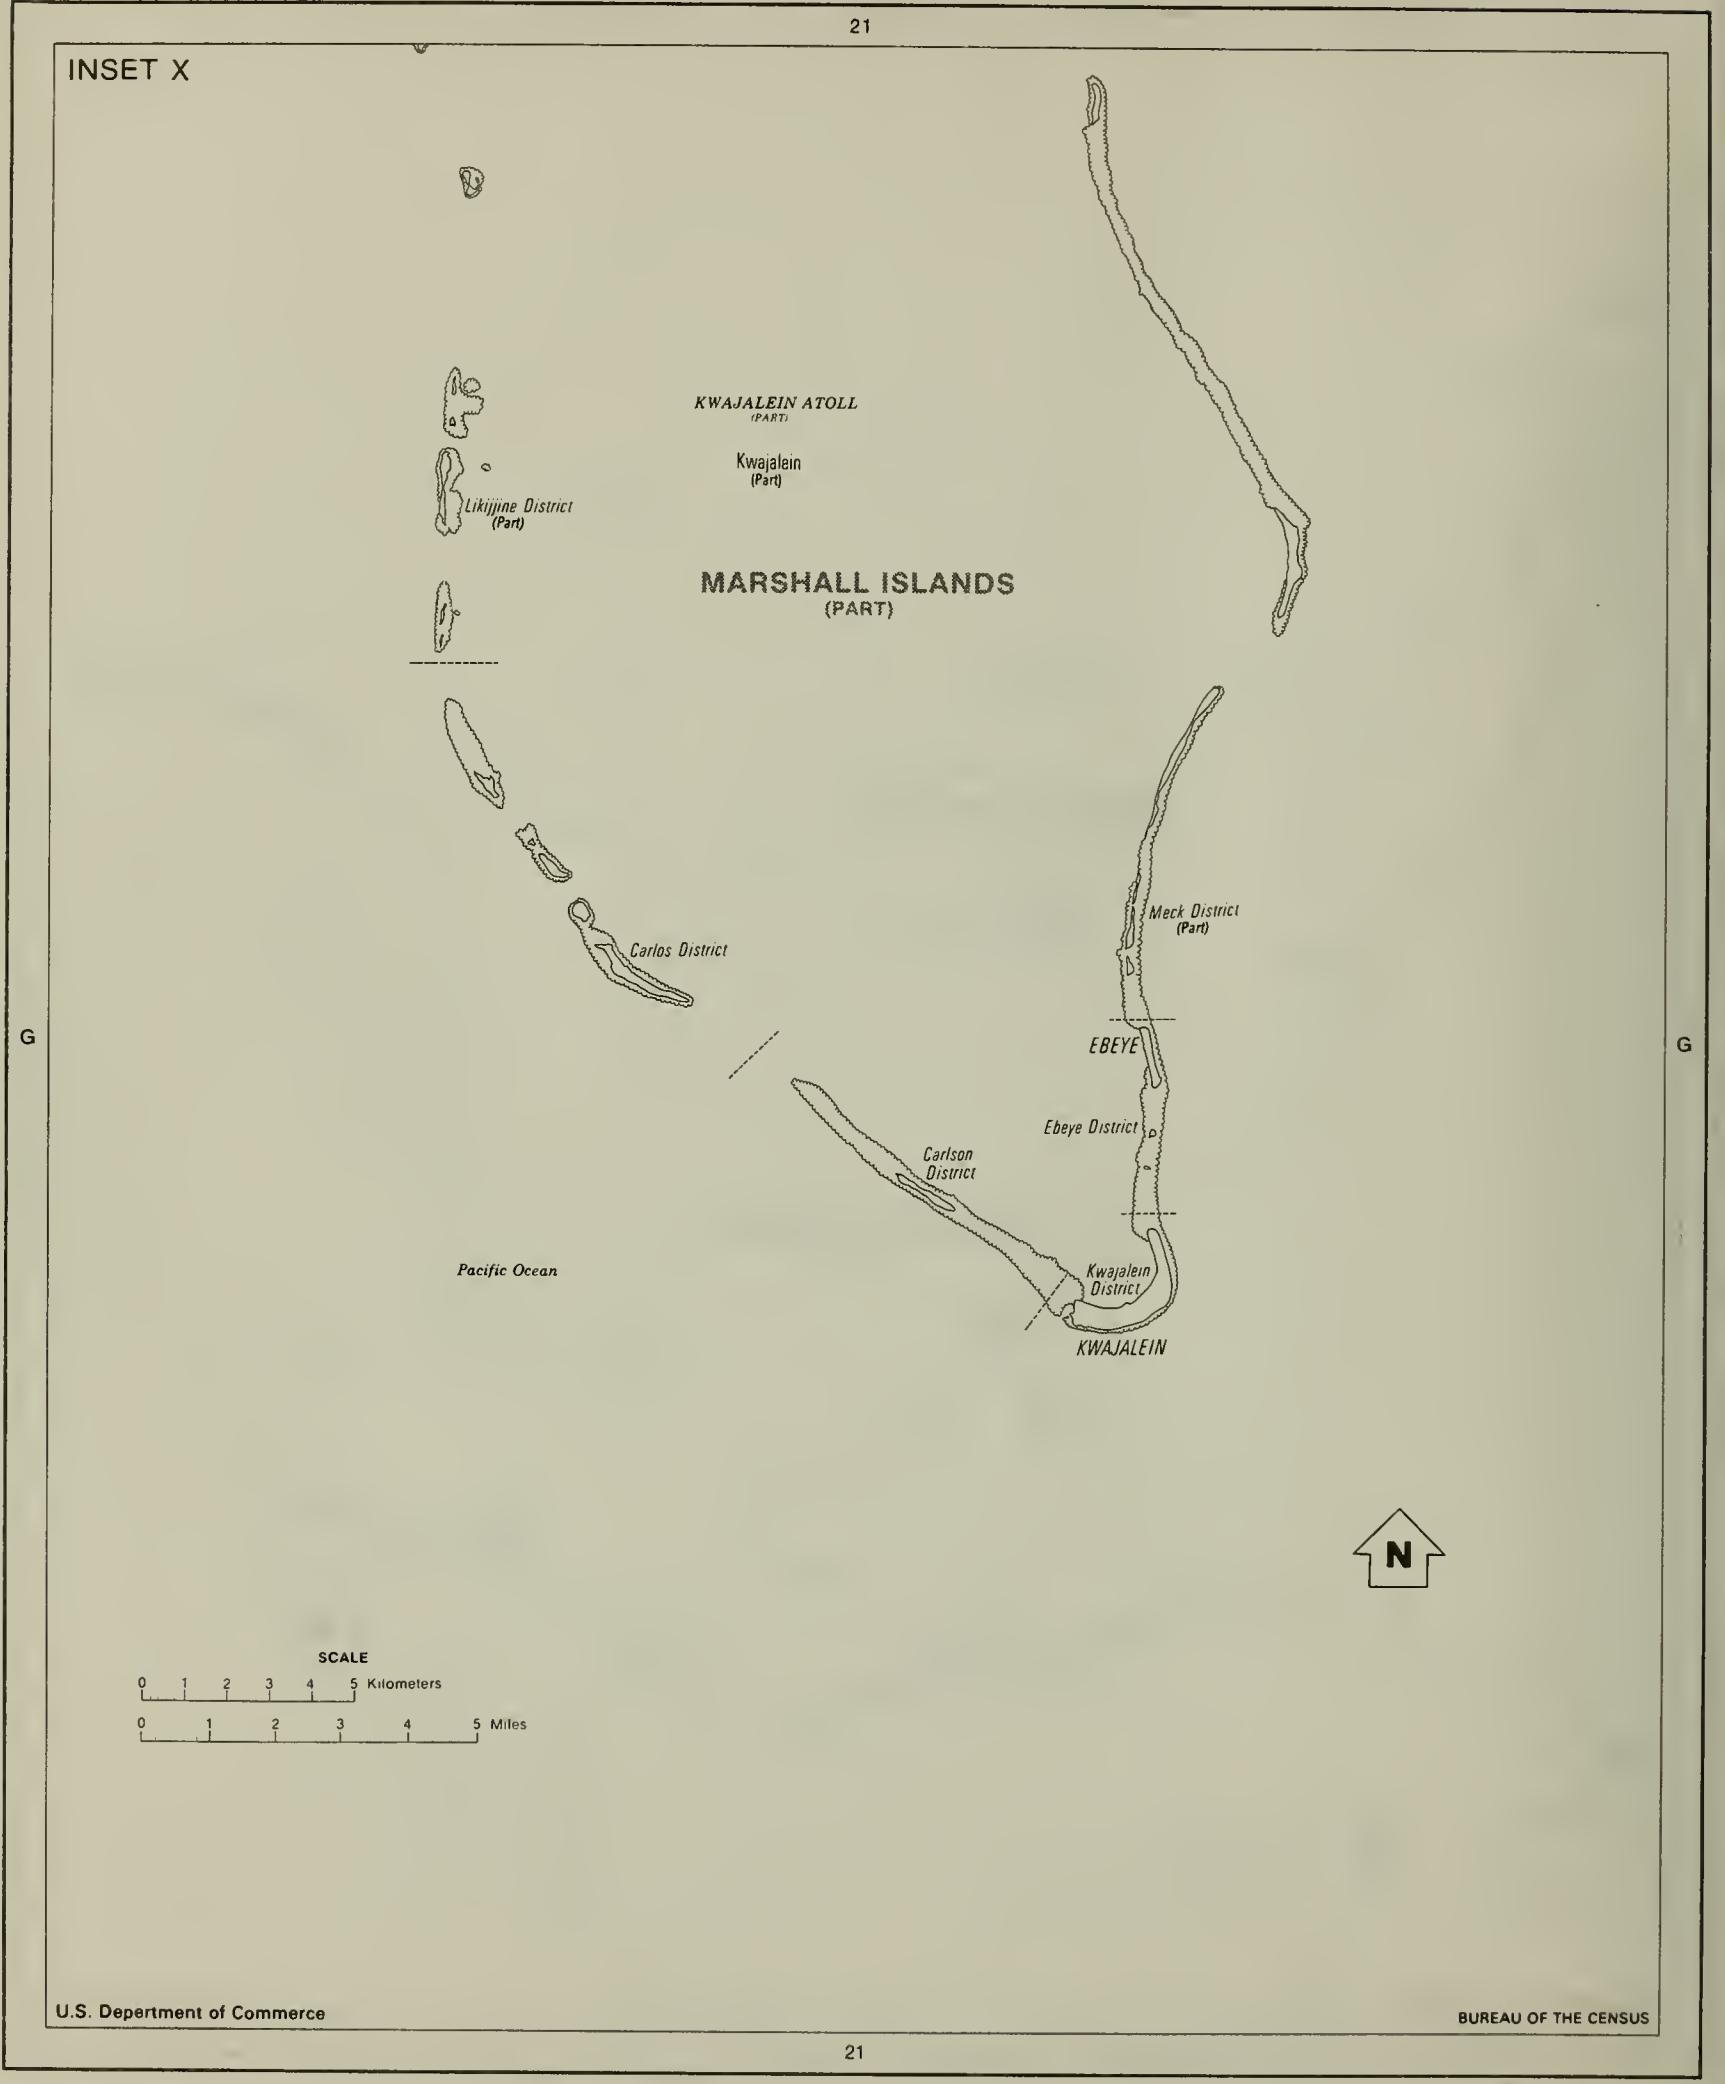 21
INSET X
KWAJALEIN ATOLL
(PART)
Kwajalein
(Part)
Likijjine District
(Part)
MARSHALL ISLANDS
(PART)
Meck District
(Part)
Carlos District
G
G
EBEYE
Ebeye District
Carlson
District
Pacific Ocean
Kwajalein
District
KWAJALEIN
N
SCALE
0 1 2 3 4 5 Kilometers
0 1 2 3 4 5 Miles
U.S. Depertment of Commerce
BUREAU OF THE CENSUS
21